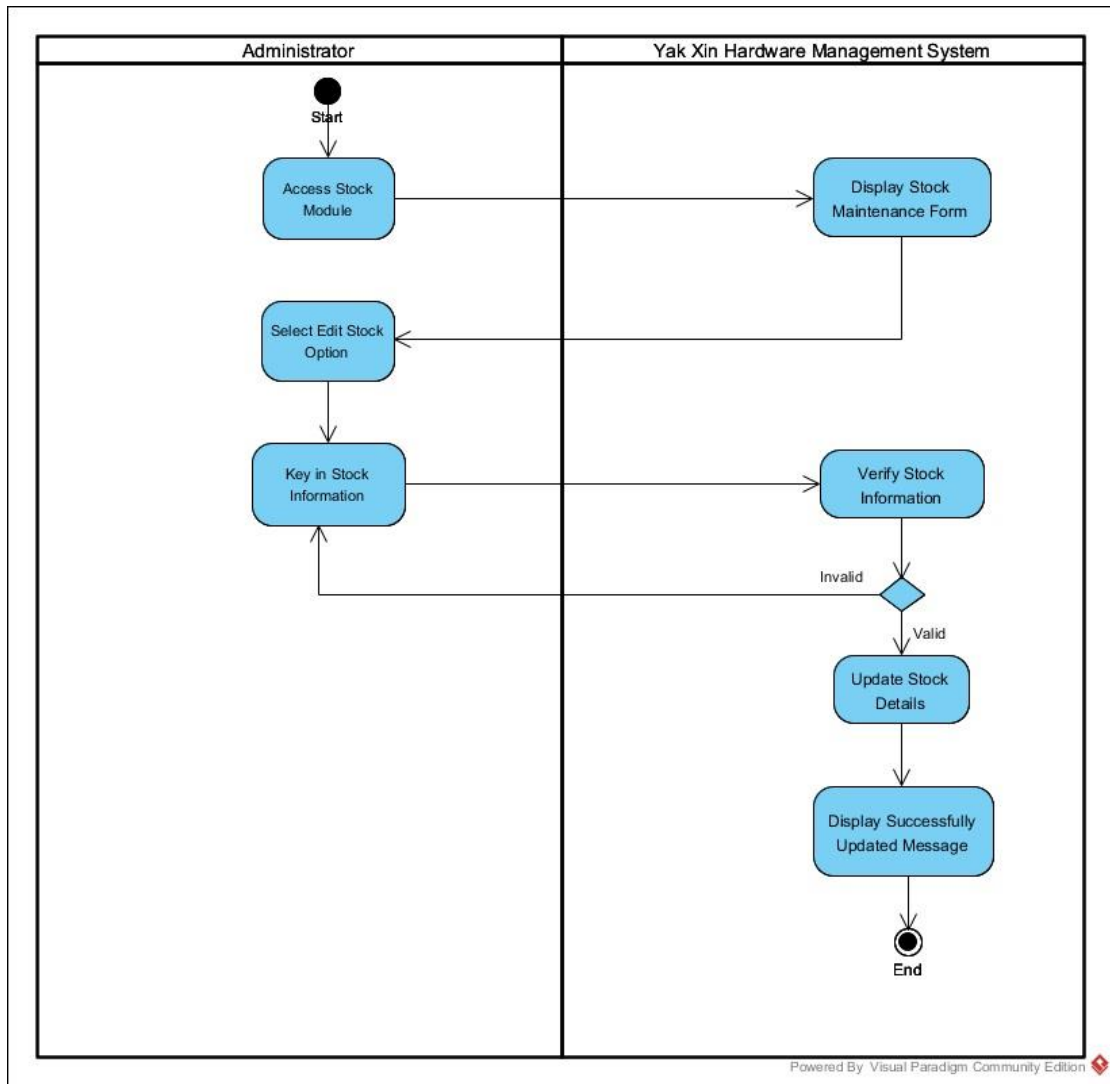 Administrator
Yak Xin Hardware Management System
Start
Access Stock
Module
Display Stock
Maintenance Form
Select Edit Stock
Option
Key in Stock
Information
Verify Stock
Information
Invalid
Valid
Update Stock
Details
Display Successfully
Updated Message
End
Powered By Visual Paradigm Community Edition